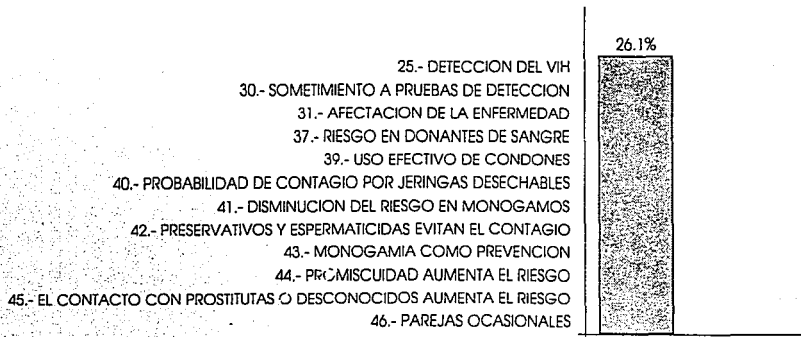 26.1%
25.- DETECCION DEL VIH
30.- SOMETIMIENTO A PRUEBAS DE DETECCION
31.- AFECTACION DE LA ENFERMEDAD
37.- RIESGO EN DONANTES DE SANGRE
39.- USO EFECTIVO DE CONDONES
40.- PROBABILIDAD DE CONTAGIO POR JERINGAS DESECHABLES
41.- DISMINUCION DEL RIESGO EN MONOGAMOS
42.- PRESERVATIVOS Y ESPERMATICIDAS EVITAN EL CONTAGIO
43.- MONOGAMIA COMO PREVENCION
44.- PROMISCUIDAD AUMENTA EL RIESGO
45.- EL CONTACTO CON PROSTITUTAS O DESCONOCIDOS AUMENTA EL RIESGO
46.- PAREJAS OCASIONALES